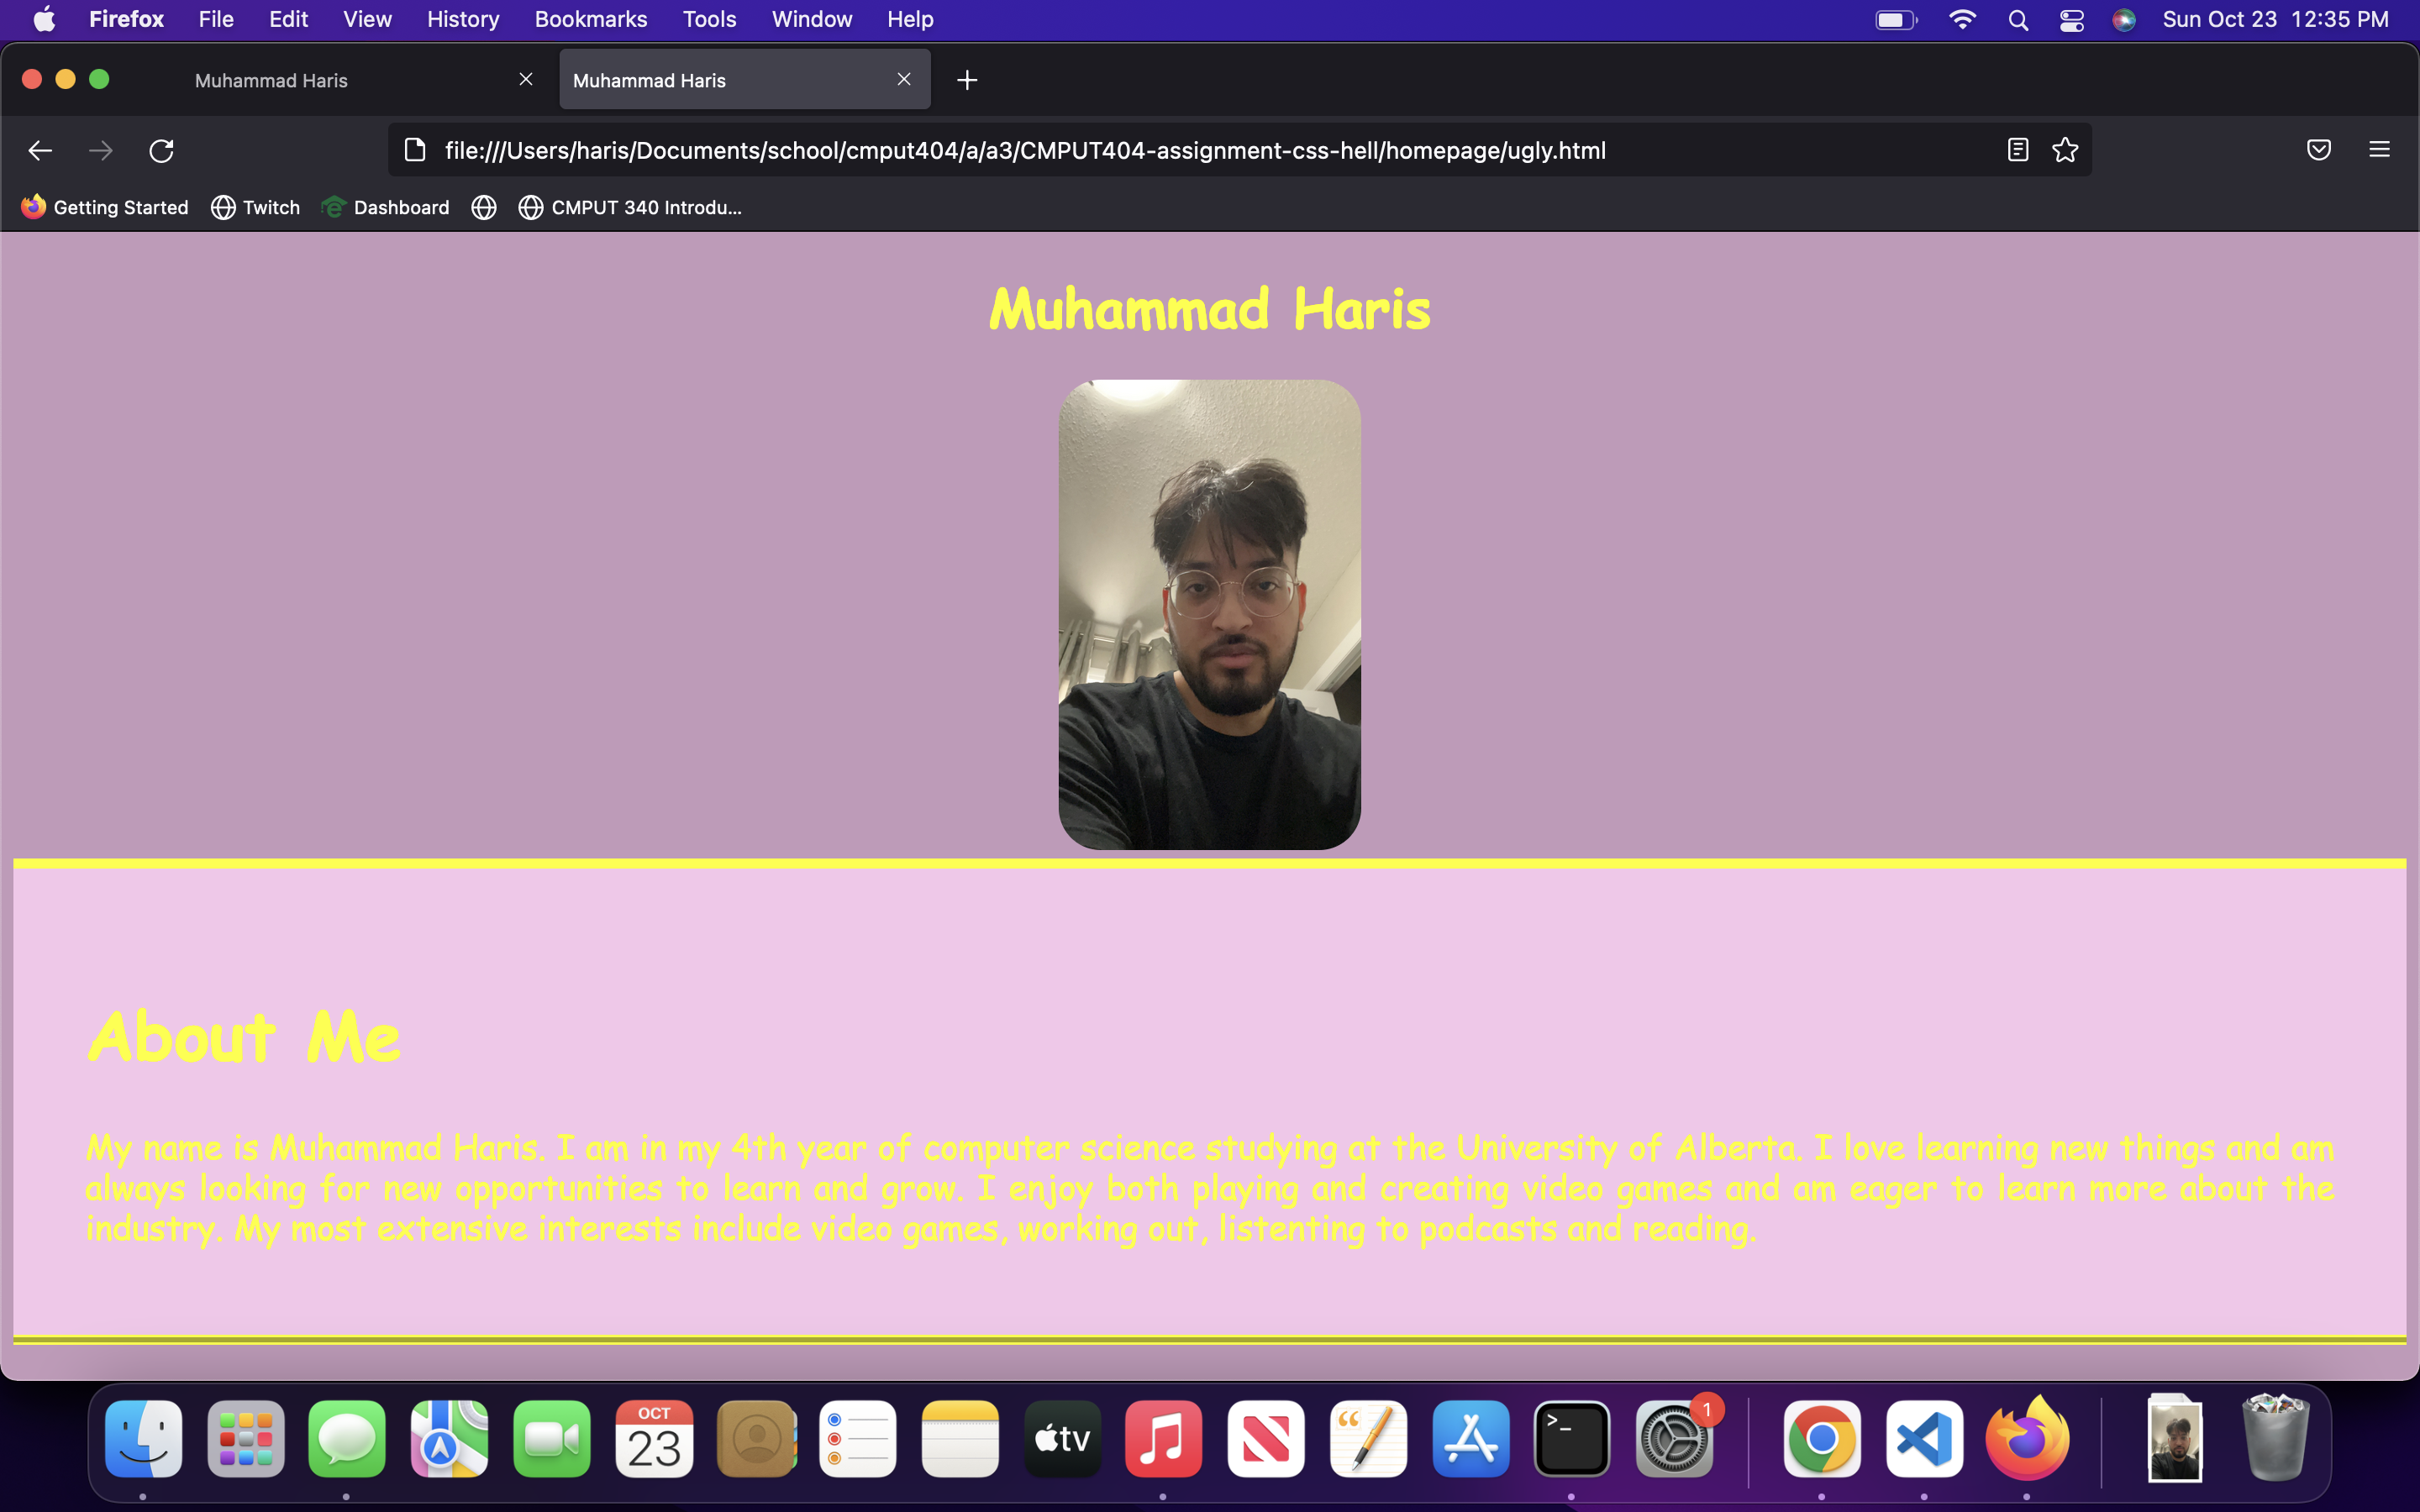 Firefox File Edit View History Bookmarks Tools Window Help Sun Oct 23 12:35 PM
Muhammad Haris Muhammad Haris
file:///Users/haris/Documents/school/cmput404/a/a3/CMPUT404-assignment-css-hell/homepage/ugly.html
Getting Started Twitch Dashboard CMPUT 340 Introdu...
Muhammad Haris
About Me
My name is Muhammad Haris. I am in my 4th year of computer science studying at the University of Alberta. I love learning new things and am
always looking for new opportunities to learn and grow. I enjoy both playing and creating video games and am eager to learn more about the
industry. My most extensive interests include video games, working out, listenting to podcasts and reading.
OCT
23
tv
>_
1